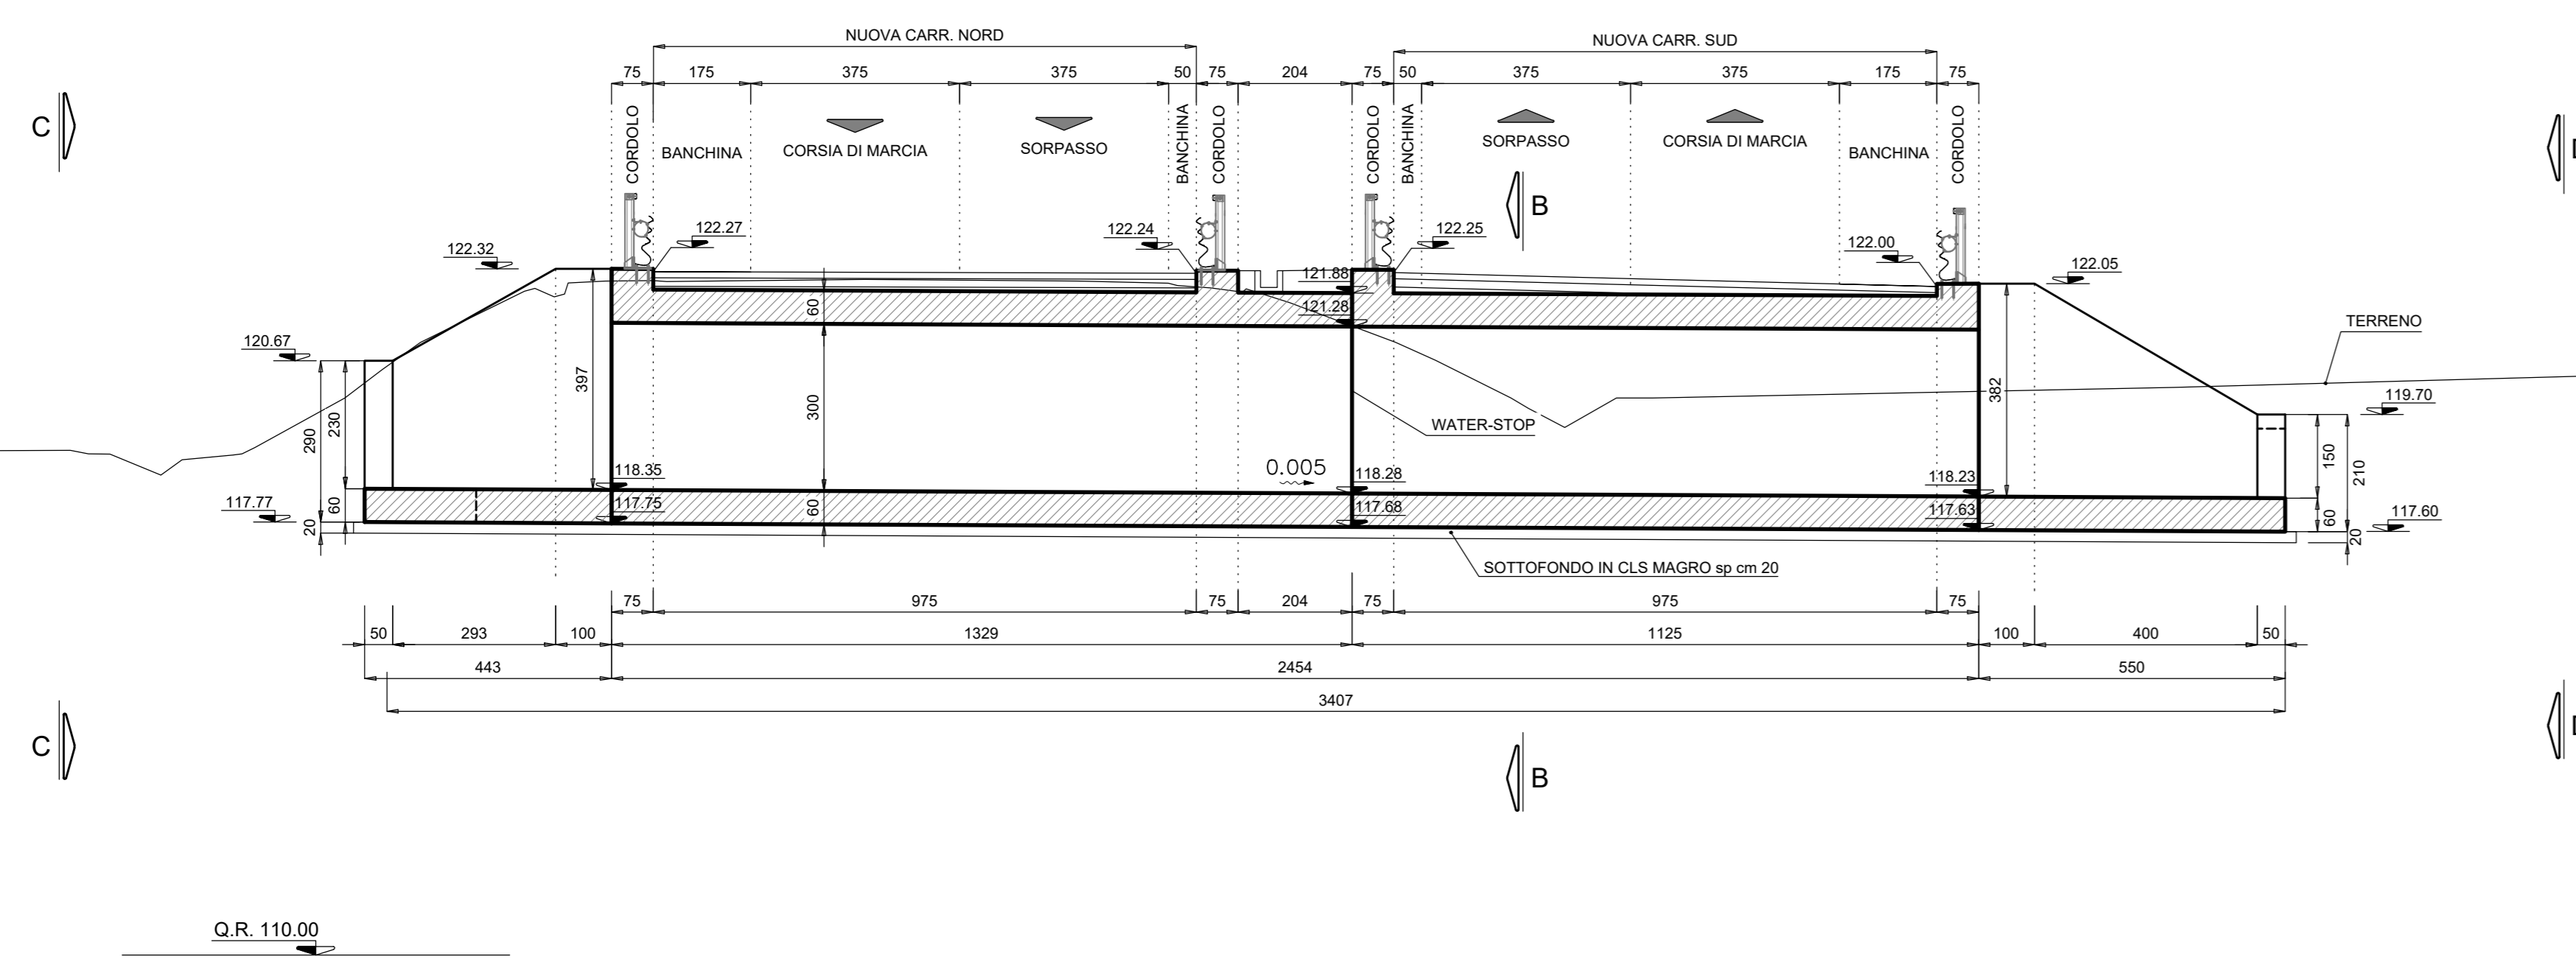 NUOVA CARR. NORD
NUOVA CARR. SUD
75 175 375 375 50 75 204 75 50 375 375 175 75
C
CORDOLO
BANCHINA
CORSIA DI MARCIA
SORPASSO
BANCHINA
CORDOLO
CORDOLO
BANCHINA
SORPASSO
CORSIA DI MARCIA
BANCHINA
CORDOLO
B
122.32
122.27
122.24
122.25
122.00
122.05
121.88
121.28
60
120.67
TERRENO
397
300
382
119.70
WATER-STOP
290
230
150
210
0.005
118.35
118.28
118.23
117.77
117.75
117.68
117.63
117.60
60
20
60
60
20
SOTTOFONDO IN CLS MAGRO sp cm 20
75 975 75 204 75 975 75
50 293 100 1329 1125 100 400 50
443 2454 550
3407
C
B
Q.R. 110.00